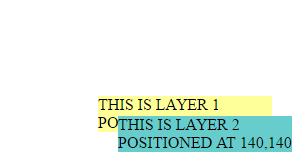 THIS IS LAYER 1
PO
THIS IS LAYER 2
POSITIONED AT 140,140